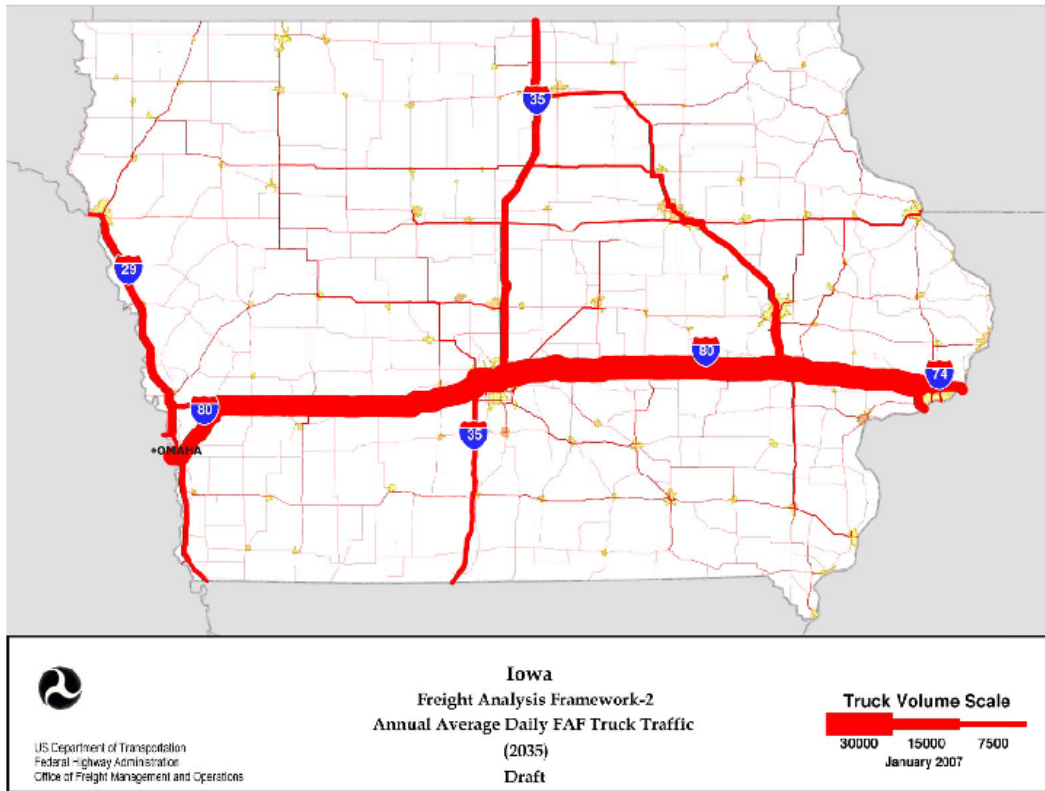 35
29
80
74
80
35
OMAHA
Iowa
Freight Analysis Framework-2
Annual Average Daily FAF Truck Traffic
(2035)
Draft
US Department of Transportation
Federal Highway Administration
Office of Freight Management and Operations
Truck Volume Scale
30000 15000 7500
January 2007